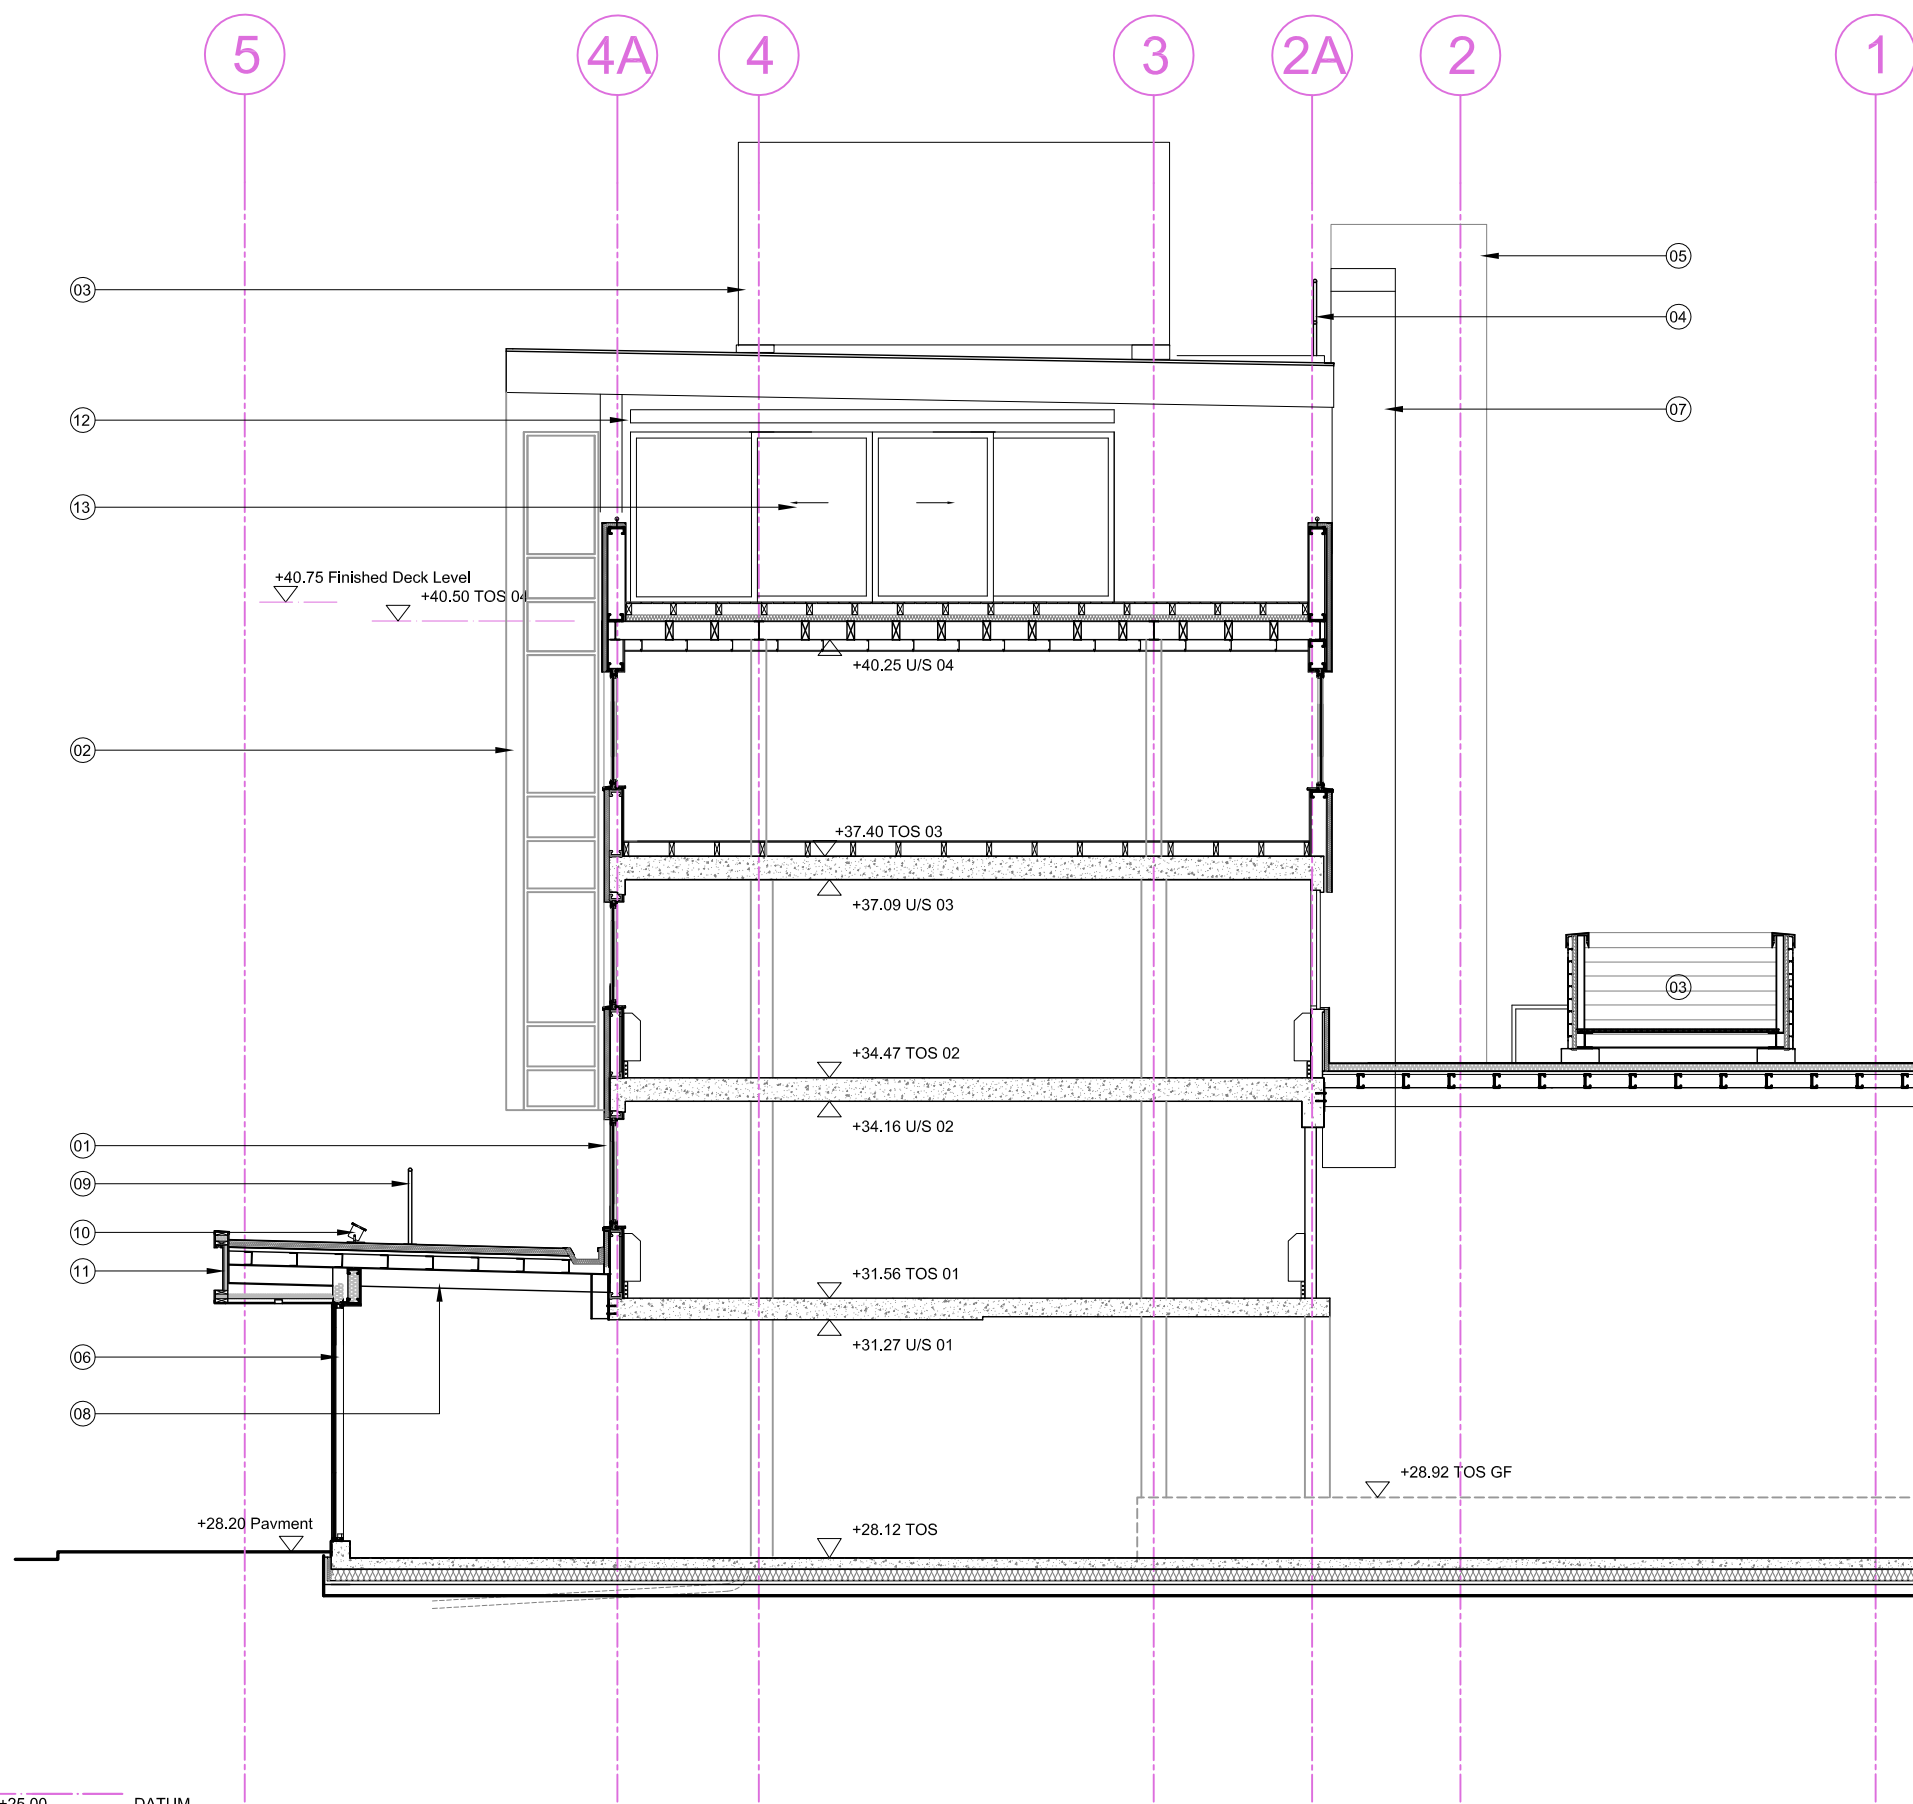 5 4A 4 3 2A 2 1
05
03
04
12
07
13
+40.75 Finished Deck Level
+40.50 TOS 04
+40.25 U/S 04
02
+37.40 TOS 03
+37.09 U/S 03
03
+34.47 TOS 02
+34.16 U/S 02
01
09
10
11
+31.56 TOS 01
+31.27 U/S 01
06
08
+28.92 TOS GF
+28.20 Pavment
+28.12 TOS
+25.00 DATUM